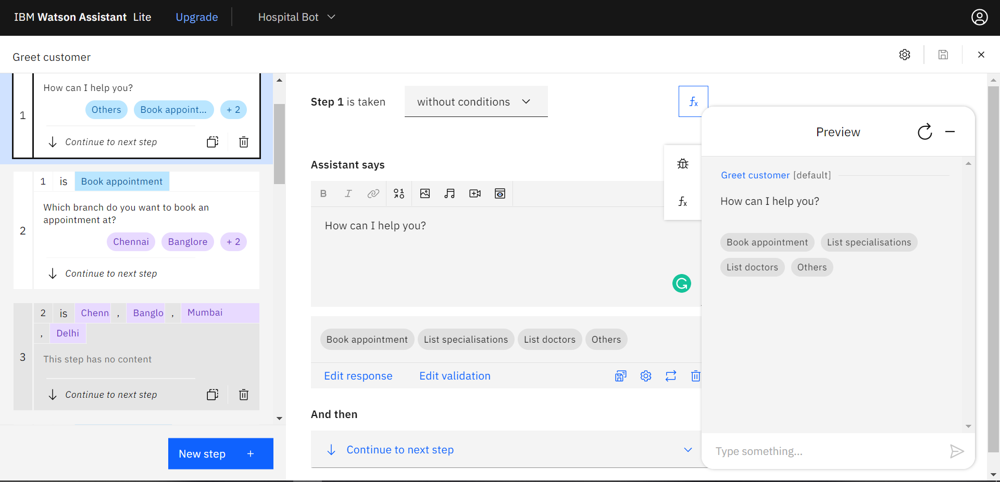 IBM Watson Assistant Lite Upgrade Hospital Bot
Greet customer
How can I help you?
Others Book appoint... + 2
1
Continue to next step
1 is Book appointment
Which branch do you want to book an
appointment at?
2
Chennai Banglore + 2
Continue to next step
2 is Chenn , Banglo , Mumbai
, Delhi
3
This step has no content
Continue to next step
New step +
Step 1 is taken without conditions fx
Assistant says
B I
fx
How can I help you?
Book appointment List specialisations List doctors Others
Edit response Edit validation
And then
Continue to next step
Preview
Greet customer [default]
How can I help you?
Book appointment List specialisations
List doctors Others
Type something...